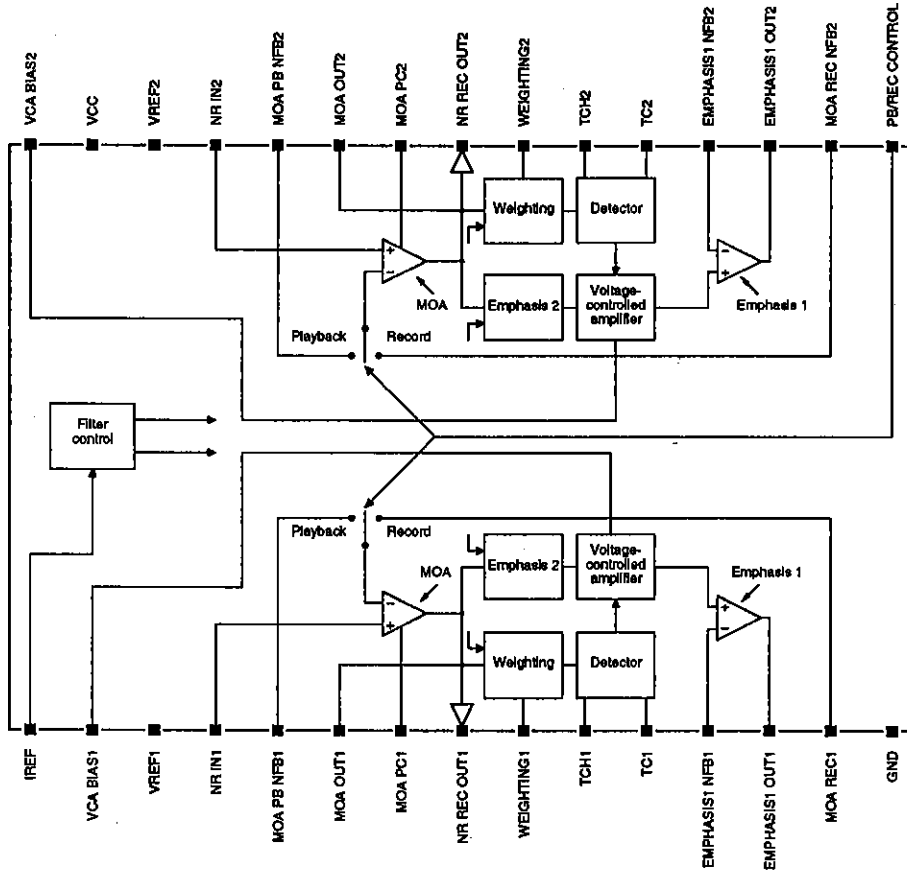 VCA BIAS2
VCC
VREF2
NR IN2
MOA PB NFB2
MOA OUT2
MOA PC2
NR REC OUT2
WEIGHTING2
TCH2
TC2
EMPHASIS1 NFB2
EMPHASIS1 OUT2
MOA REC NFB2
PB/REC CONTROL
Weighting
Detector
MOA
Emphasis 2
Voltage-
controlled
amplifier
Emphasis 1
Playback
Record
Filter
control
Playback
Record
MOA
Emphasis 2
Voltage-
controlled
amplifier
Emphasis 1
Weighting
Detector
IREF
VCA BIAS1
VREF1
NR IN1
MOA PB NFB1
MOA OUT1
MOA PC1
NR REC OUT1
WEIGHTING1
TCH1
TC1
EMPHASIS1 NFB1
EMPHASIS1 OUT1
MOA REC1
GND